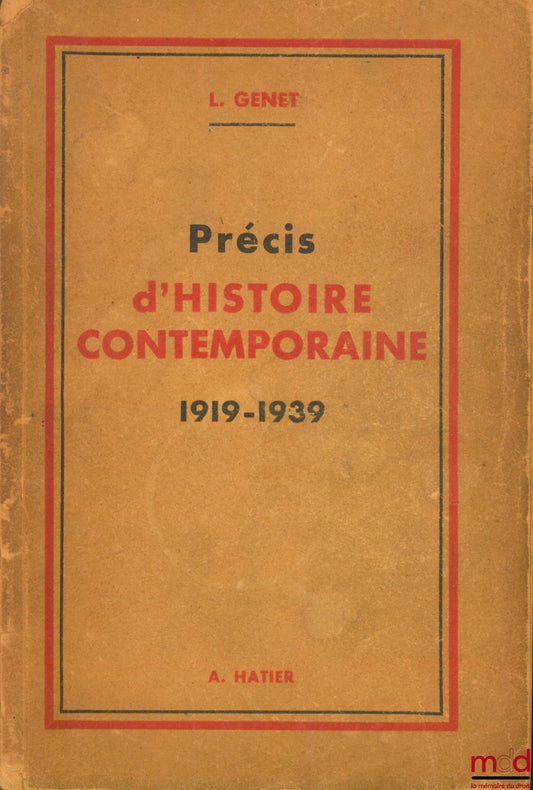 L. GENET
Précis
d'HISTOIRE
CONTEMPORAINE
1919-1939
A. HATIER
mdd
la mémoire du droit